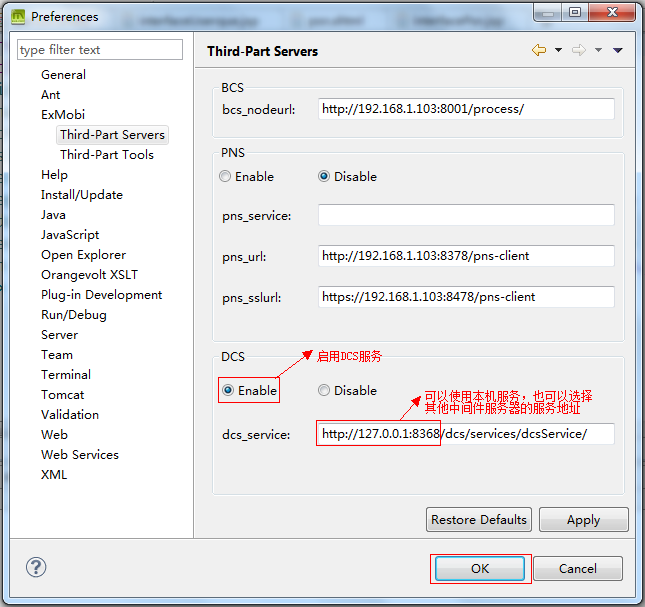 Preferences
type filter text
General
Ant
ExMobi
Third-Part Servers
Third-Part Tools
Help
Install/Update
Java
JavaScript
Open Explorer
Orangevolt XSLT
Plug-in Development
Run/Debug
Server
Team
Terminal
Tomcat
Validation
Web
Web Services
XML
Third-Part Servers
BCS
bcs_nodeurl: http://192.168.1.103:8001/process/
PNS
Enable Disable
pns_service:
pns_url: http://192.168.1.103:8378/pns-client
pns_sslurl: https://192.168.1.103:8478/pns-client
DCS
启用DCS服务
Enable Disable
可以使用本机服务，也可以选择
其他中间件服务器的服务地址
dcs_service: http://127.0.0.1:8368/dcs/services/dcsService/
Restore Defaults Apply
OK Cancel